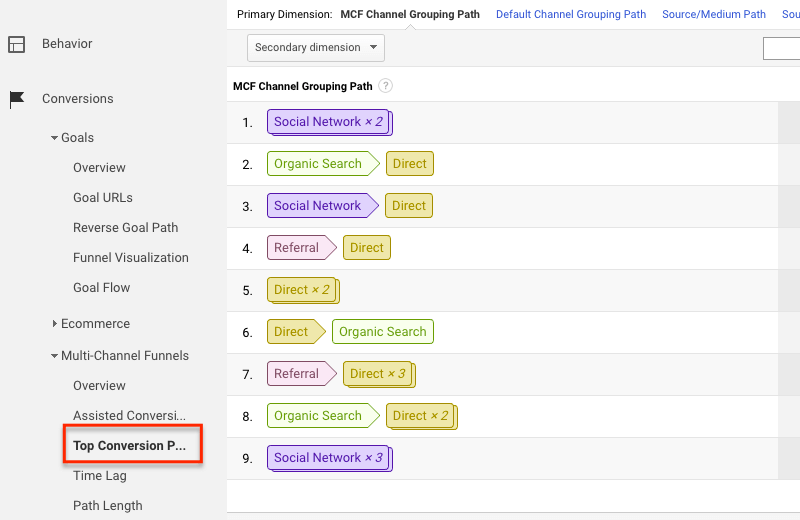 Primary Dimension: MCF Channel Grouping Path Default Channel Grouping Path Source/Medium Path Sou
Secondary dimension
MCF Channel Grouping Path ?
1. Social Network × 2
2. Organic Search Direct
3. Social Network Direct
4. Referral Direct
5. Direct × 2
6. Direct Organic Search
7. Referral Direct × 3
8. Organic Search Direct × 2
9. Social Network × 3
Behavior
Conversions
Goals
Overview
Goal URLs
Reverse Goal Path
Funnel Visualization
Goal Flow
Ecommerce
Multi-Channel Funnels
Overview
Assisted Conversi...
Top Conversion P...
Time Lag
Path Length